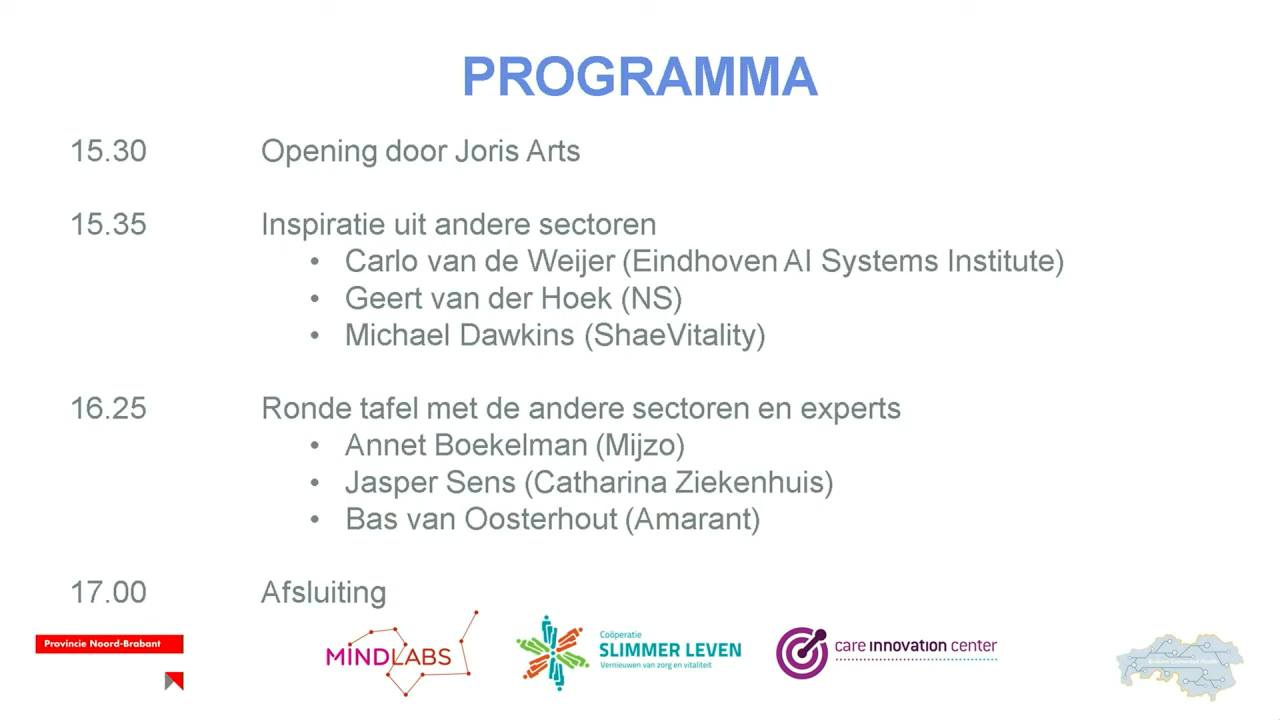 PROGRAMMA
15.30 Opening door Joris Arts
15.35 Inspiratie uit andere sectoren
• Carlo van de Weijer (Eindhoven AI Systems Institute)
• Geert van der Hoek (NS)
• Michael Dawkins (ShaeVitality)
16.25 Ronde tafel met de andere sectoren en experts
• Annet Boekelman (Mijzo)
• Jasper Sens (Catharina Ziekenhuis)
• Bas van Oosterhout (Amarant)
17.00 Afsluiting
Provincie Noord-Brabant
MINDLABS
Coöperatie
SLIMMER LEVEN
Vernieuwen van zorg en vitaliteit
care innovation center